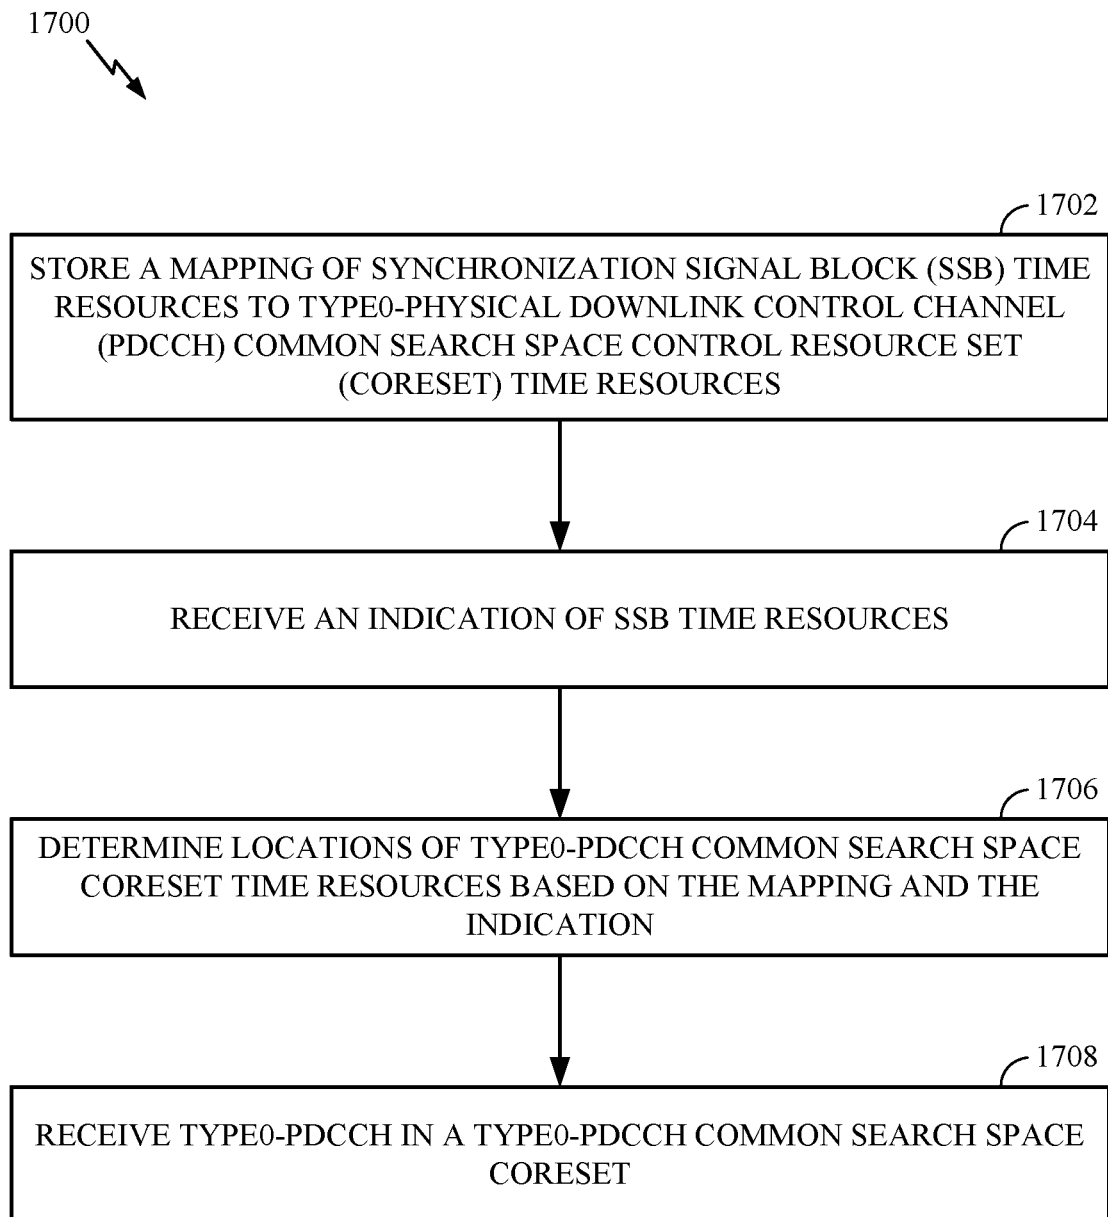 1700
1702
STORE A MAPPING OF SYNCHRONIZATION SIGNAL BLOCK (SSB) TIME
RESOURCES TO TYPE0-PHYSICAL DOWNLINK CONTROL CHANNEL
(PDCCH) COMMON SEARCH SPACE CONTROL RESOURCE SET
(CORESET) TIME RESOURCES
1704
RECEIVE AN INDICATION OF SSB TIME RESOURCES
1706
DETERMINE LOCATIONS OF TYPE0-PDCCH COMMON SEARCH SPACE
CORESET TIME RESOURCES BASED ON THE MAPPING AND THE
INDICATION
1708
RECEIVE TYPE0-PDCCH IN A TYPE0-PDCCH COMMON SEARCH SPACE
CORESET